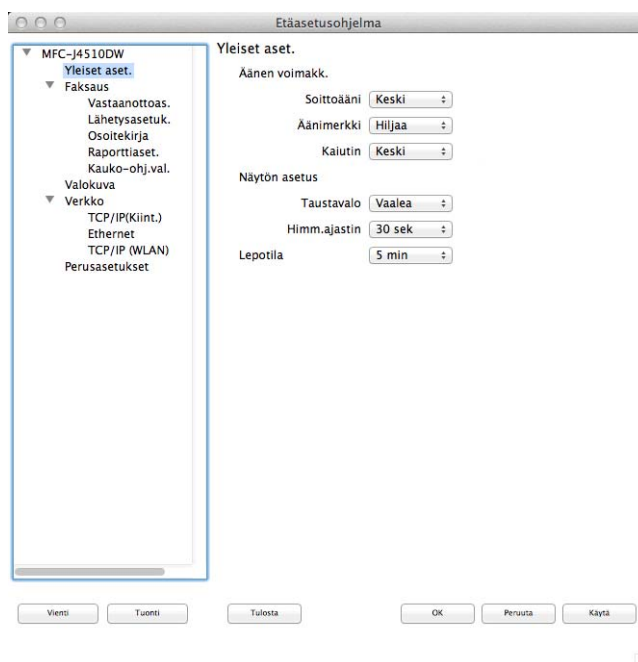 Etäasetusohjelma
MFC-J4510DW
Yleiset aset.
Faksaus
Vastaanottoas.
Lähetysasetuk.
Osoitekirja
Raporttiaset.
Kauko-ohj.val.
Valokuva
Verkko
TCP/IP(Kiint.)
Ethernet
TCP/IP (WLAN)
Perusasetukset
Yleiset aset.
Äänen voimakk.
Soittoääni Keski
Äänimerkki Hiljaa
Kaiutin Keski
Näytön asetus
Taustavalo Vaalea
Himm.ajastin 30 sek
Lepotila 5 min
Vienti Tuonti Tulosta OK Peruuta Käytä